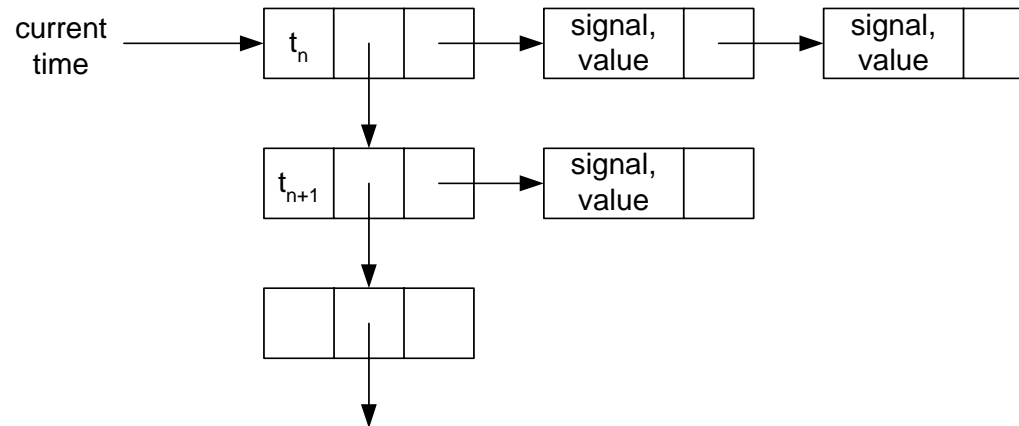 current
time
tₙ
signal,
value
signal,
value
tₙ₊₁
signal,
value